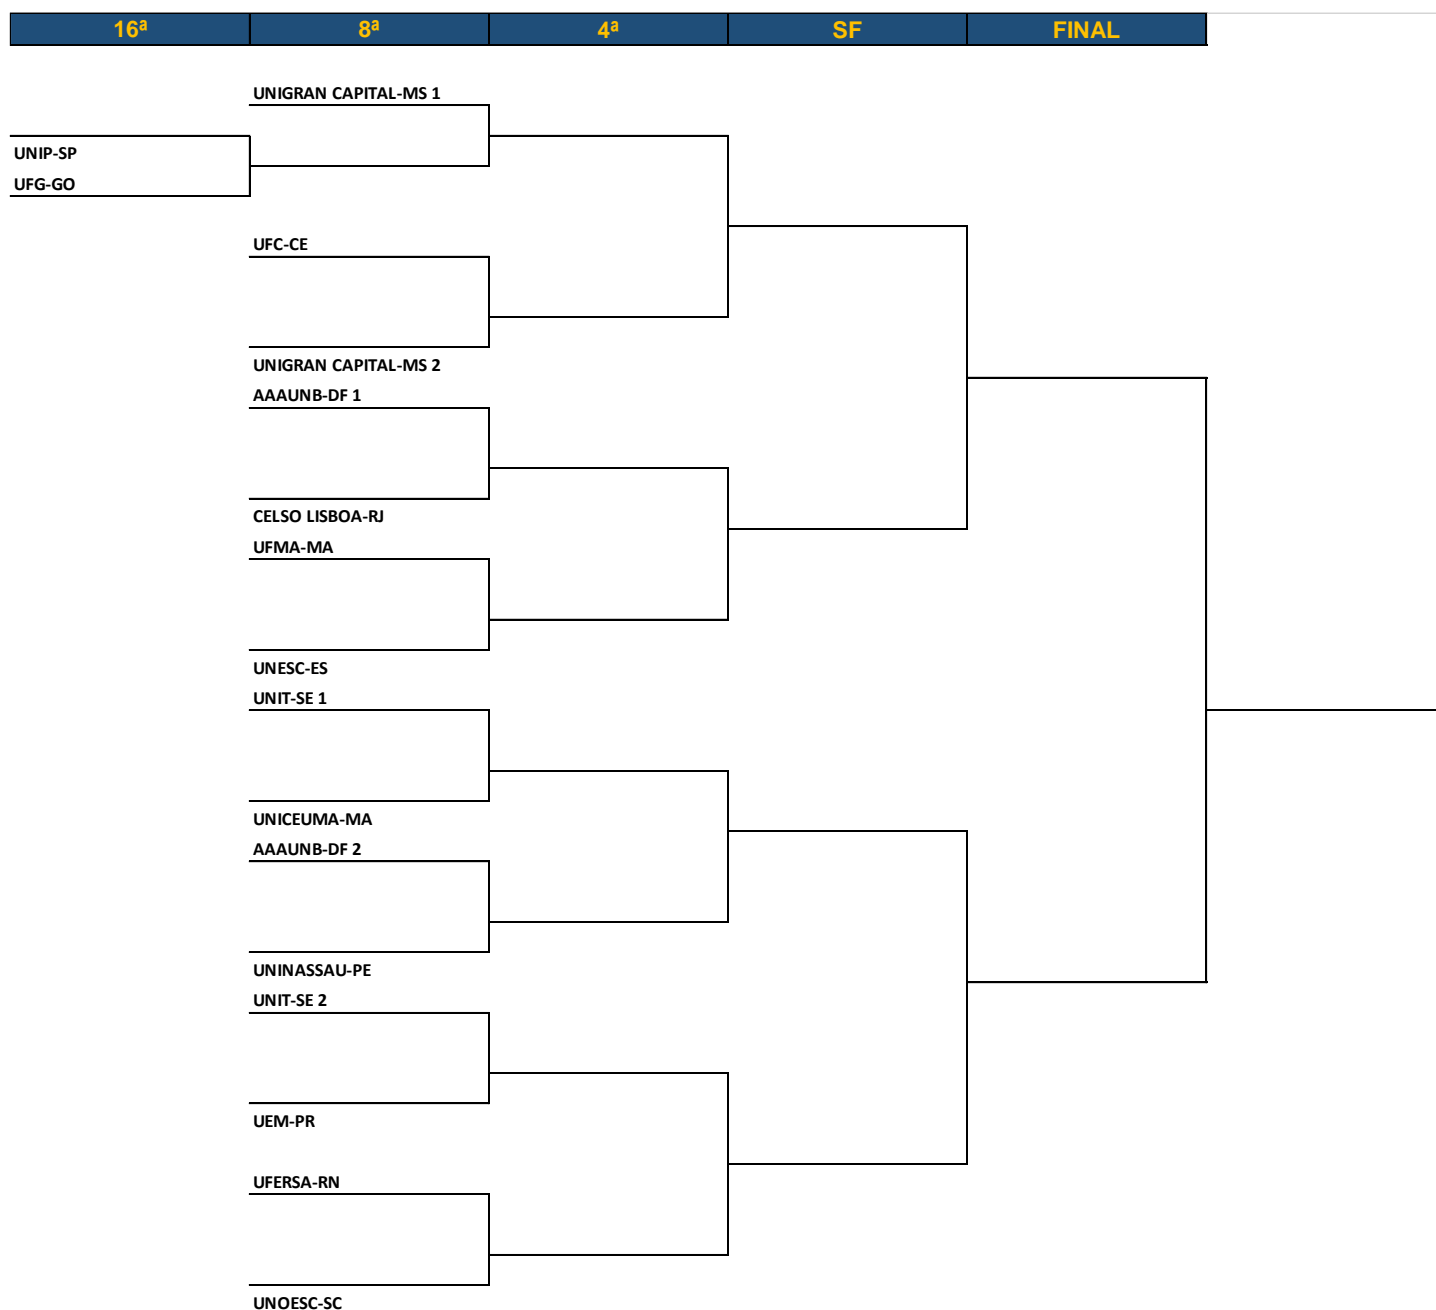 16ª 8ª 4ª SF FINAL
UNIGRAN CAPITAL-MS 1
UNIP-SP
UFG-GO
UFC-CE
UNIGRAN CAPITAL-MS 2
AAAUNB-DF 1
CELSO LISBOA-RJ
UFMA-MA
UNESC-ES
UNIT-SE 1
UNICEUMA-MA
AAAUNB-DF 2
UNINASSAU-PE
UNIT-SE 2
UEM-PR
UFERSA-RN
UNOESC-SC